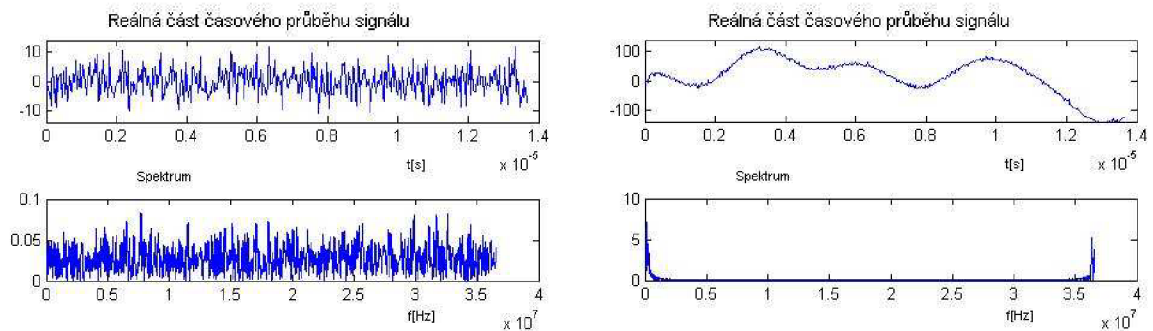 Reálná část časového průběhu signálu
10
0
-10
0 0.2 0.4 0.6 0.8 1 1.2 1.4
t[s]
x 10^-5
Spektrum
0.1
0.05
0
0 0.5 1 1.5 2 2.5 3 3.5 4
f[Hz]
x 10^7
Reálná část časového průběhu signálu
100
0
-100
0 0.2 0.4 0.6 0.8 1 1.2 1.4
t[s]
x 10^-5
Spektrum
10
5
0
0 0.5 1 1.5 2 2.5 3 3.5 4
f[Hz]
x 10^7